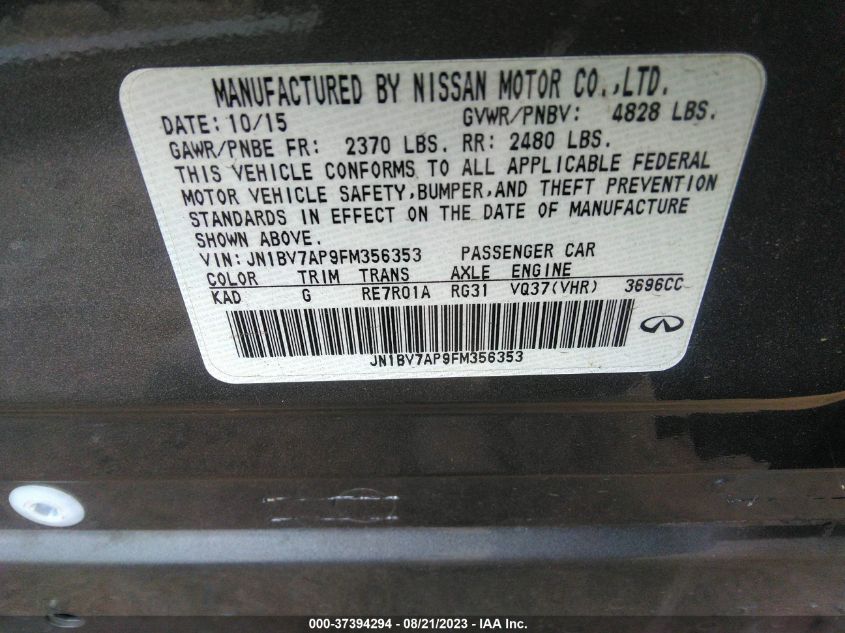 MANUFACTURED BY NISSAN MOTOR CO.,LTD.
DATE: 10/15 GVWR/PNBV: 4828 LBS.
GAWR/PNBE FR: 2370 LBS. RR: 2480 LBS.
THIS VEHICLE CONFORMS TO ALL APPLICABLE FEDERAL
MOTOR VEHICLE SAFETY,BUMPER,AND THEFT PREVENTION
STANDARDS IN EFFECT ON THE DATE OF MANUFACTURE
SHOWN ABOVE.
VIN: JN1BV7AP9FM356353 PASSENGER CAR
COLOR TRIM TRANS AXLE ENGINE
KAD G RE7R01A RG31 VQ37(VHR) 3696CC
JN1BV7AP9FM356353
000-37394294 - 08/21/2023 - IAA Inc.